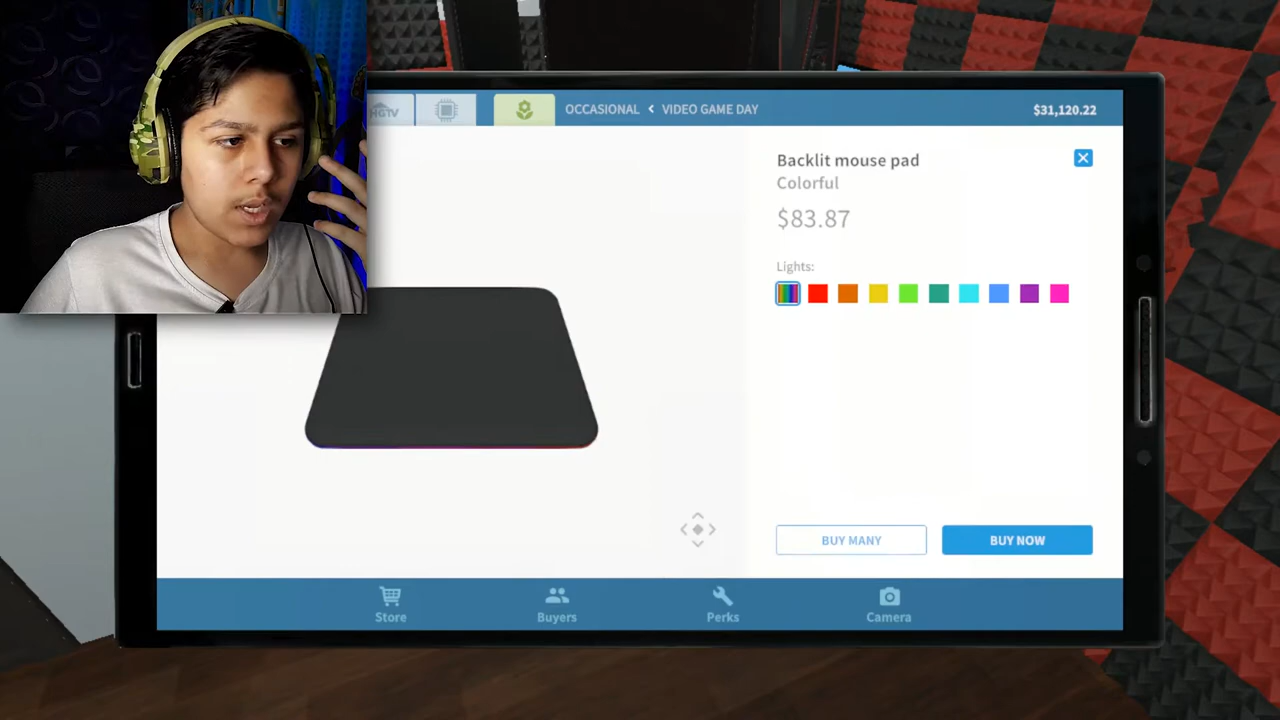 HGTV
OCCASIONAL < VIDEO GAME DAY
$31,120.22
Backlit mouse pad
Colorful
$83.87
Lights:
BUY MANY
BUY NOW
Store
Buyers
Perks
Camera